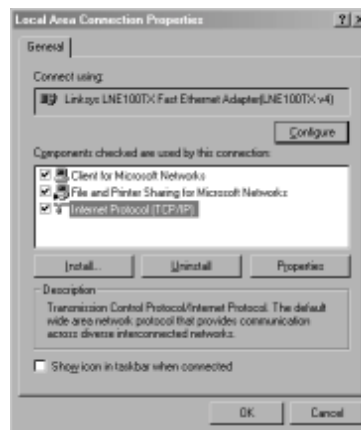 Local Area Connection Properties
General
Connect using:
Linksys LNE100TX Fast Ethernet Adapter(LNE100TX v4)
Configure
Components checked are used by this connection:
Client for Microsoft Networks
File and Printer Sharing for Microsoft Networks
Internet Protocol (TCP/IP)
Install...
Uninstall
Properties
Description
Transmission Control Protocol/Internet Protocol. The default
wide area network protocol that provides communication
across diverse interconnected networks.
Show icon in taskbar when connected
OK
Cancel